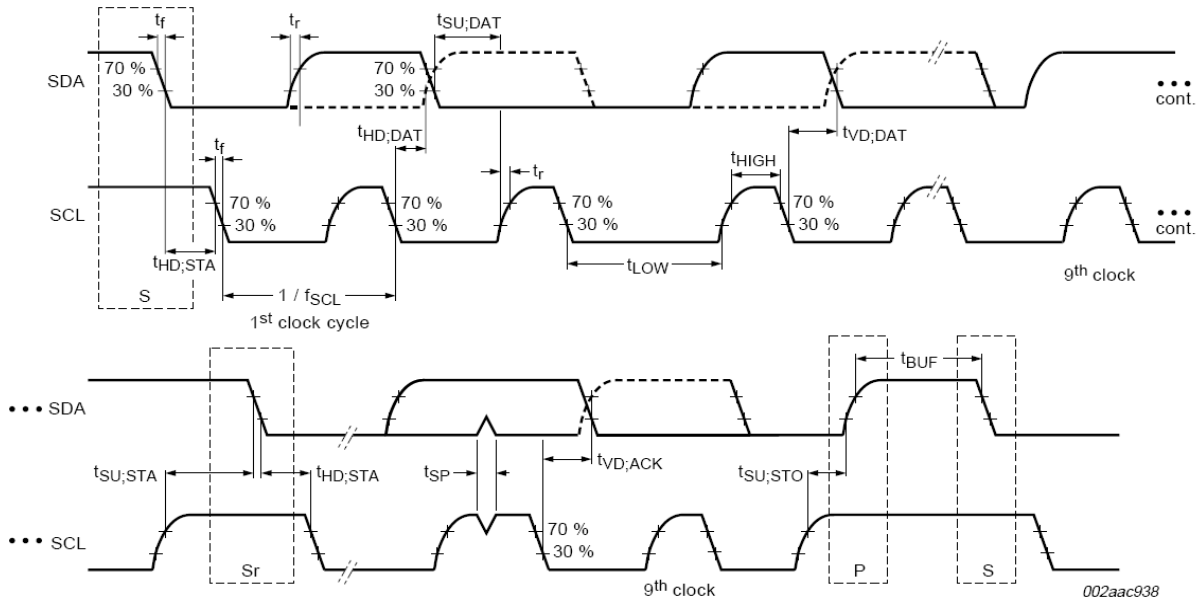 tf tr tSU;DAT
SDA 70 % 30 % 70 % 30 % cont.
tf tHD;DAT tr tHIGH tVD;DAT
SCL 70 % 30 % 70 % 30 % 70 % 30 % cont.
tHD;STA tLOW 9th clock
S 1 / fSCL
1st clock cycle
tBUF
SDA
tSU;STA tHD;STA tSP tVD;ACK tSU;STO
70 %
SCL 30 %
Sr 9th clock P S 002aac938